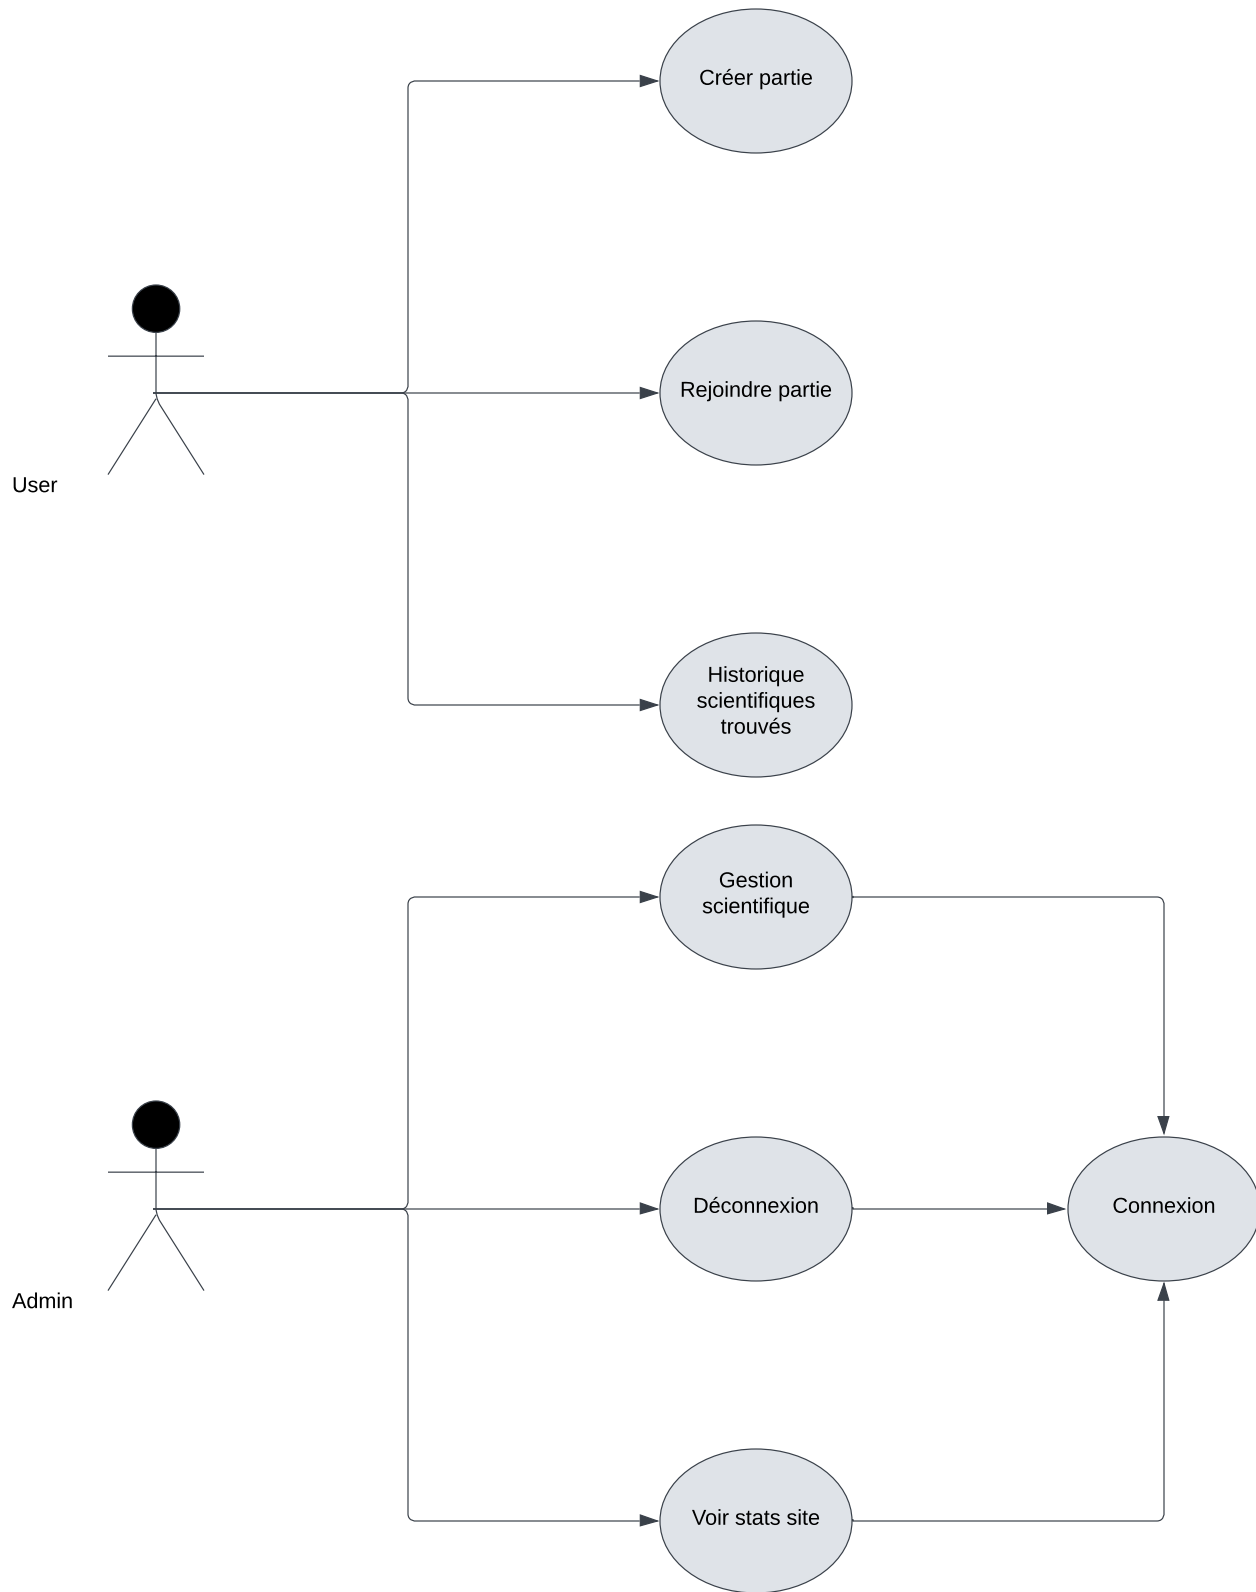 Créer partie
Rejoindre partie
User
Historique
scientifiques
trouvés
Gestion
scientifique
Déconnexion
Connexion
Admin
Voir stats site